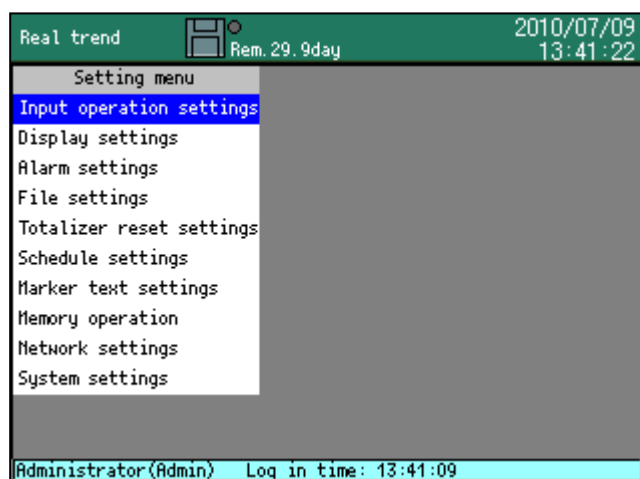 Real trend
Rem.29.9day
2010/07/09
13:41:22
Setting menu
Input operation settings
Display settings
Alarm settings
File settings
Totalizer reset settings
Schedule settings
Marker text settings
Memory operation
Network settings
System settings
Administrator(Admin) Log in time: 13:41:09